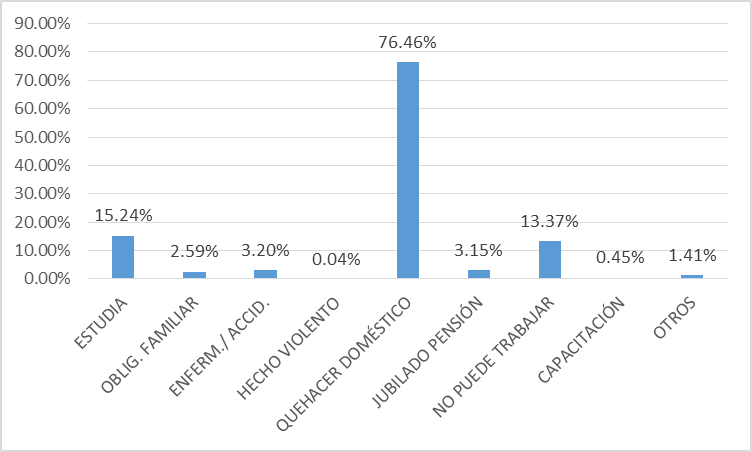 90.00%
80.00%
70.00%
60.00%
50.00%
40.00%
30.00%
20.00%
10.00%
0.00%
15.24%
2.59%
3.20%
0.04%
76.46%
3.15%
13.37%
0.45%
1.41%
ESTUDIA
OBLIG. FAMILIAR
ENFERM./ ACCID.
HECHO VIOLENTO
QUEHACER DOMÉSTICO
JUBILADO PENSIÓN
NO PUEDE TRABAJAR
CAPACITACIÓN
OTROS